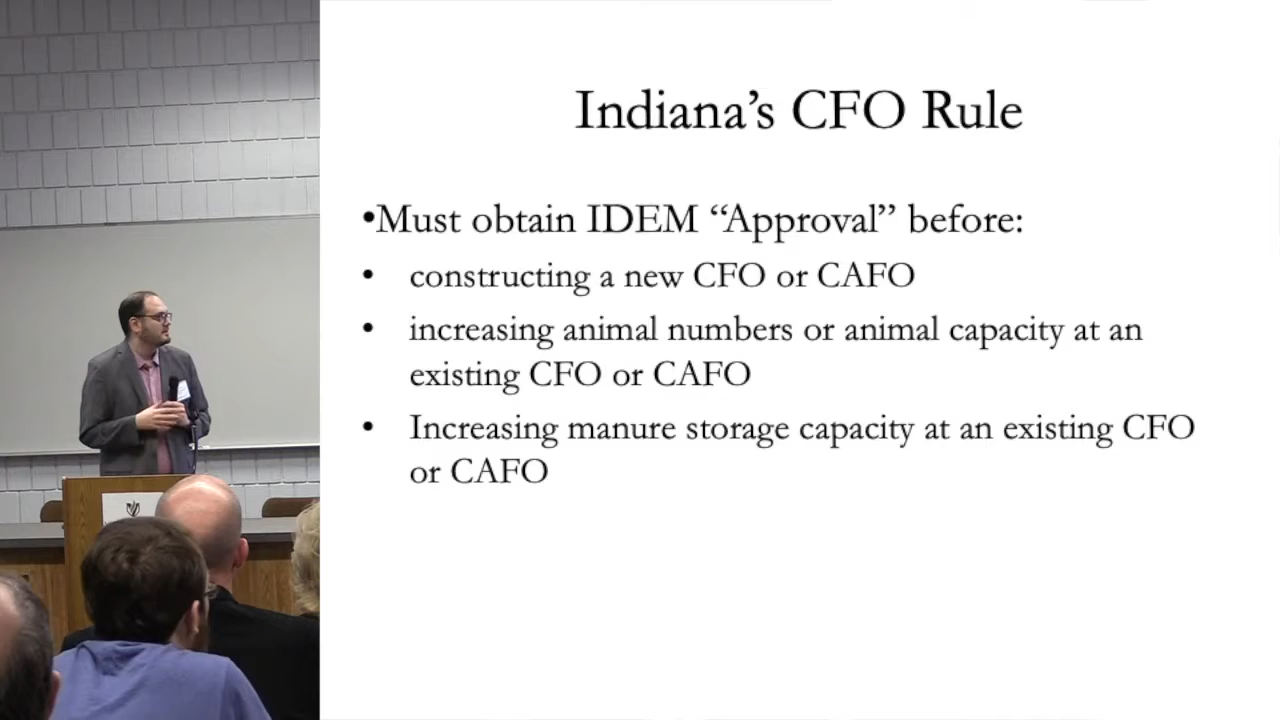 Indiana’s CFO Rule
•Must obtain IDEM “Approval” before:
• constructing a new CFO or CAFO
• increasing animal numbers or animal capacity at an
existing CFO or CAFO
• Increasing manure storage capacity at an existing CFO
or CAFO